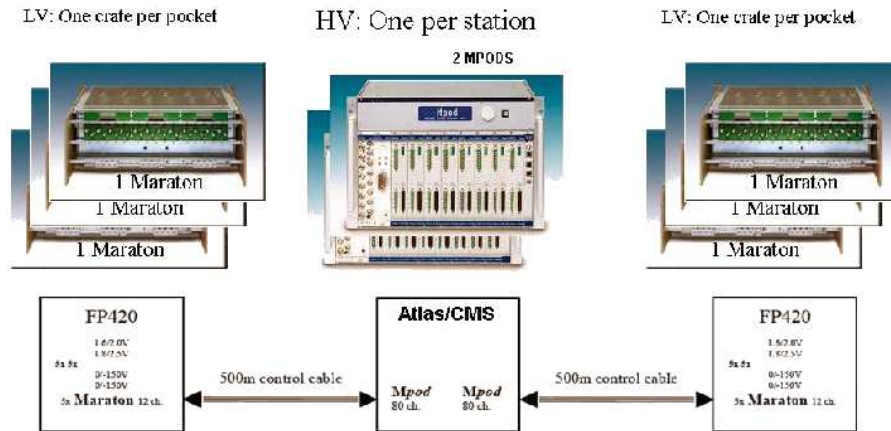 LV: One crate per pocket
HV: One per station
LV: One crate per pocket
2 MPODS
Mpod
1 Maraton
1 Maraton
1 Maraton
1 Maraton
1 Maraton
1 Maraton
FP420
1.6/2.0V
1.8/2.5V
0/-150V
0/-150V
Maraton 12 ch.
500m control cable
Atlas/CMS
Mpod Mpod
80 ch. 80 ch.
500m control cable
FP420
1.6/2.0V
1.8/2.5V
0/-150V
0/-150V
Maraton 12 ch.